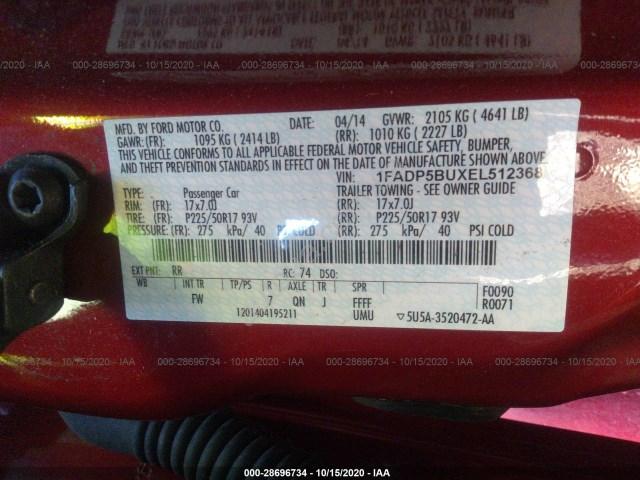 000-28696734 - 10/15/2020 - IAA
MFD. BY FORD MOTOR CO.
DATE: 04/14 GVWR: 2105 KG ( 4641 LB)
GAWR: (FR): 1095 KG ( 2414 LB) (RR): 1010 KG ( 2227 LB)
THIS VEHICLE CONFORMS TO ALL APPLICABLE FEDERAL MOTOR VEHICLE SAFETY, BUMPER,
AND THEFT PREVENTION STANDARDS IN EFFECT ON THE DATE OF MANUFACTURE SHOWN ABOVE.
VIN: 1FADP5BUXEL512368
TYPE: Passenger Car TRAILER TOWING - SEE OWNER GUIDE
RIM: (FR): 17x7.0J (RR): 17x7.0J
TIRE: (FR): P225/50R17 93V (RR): P225/50R17 93V
PRESSURE: (FR): 275 kPa/ 40 PSI COLD (RR): 275 kPa/ 40 PSI COLD
EXT PNT: RR RC: 74 DSO:
WB INT TR TP/PS R AXLE TR SPR
FW 7 QN J FFFF
F0090
R0071
1201404195211 UMU ▽5U5A-3520472-AA
000-28696734 - 10/15/2020 - IAA